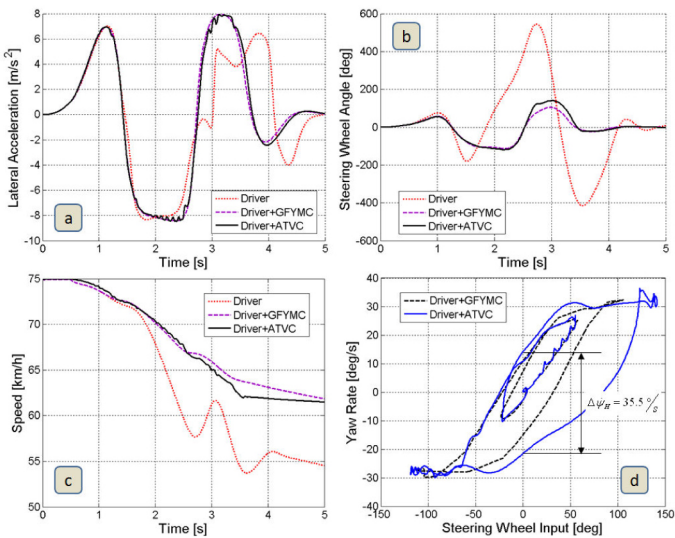 Lateral Acceleration [m/s²]
8
6
4
2
0
-2
-4
-6
-8
-10
0 1 2 3 4 5
Time [s]
Driver
Driver+GFYMC
Driver+ATVC
a
Steering Wheel Angle [deg]
600
400
200
0
-200
-400
-600
0 1 2 3 4 5
Time [s]
Driver
Driver+GFYMC
Driver+ATVC
b
Speed [km/h]
75
70
65
60
55
50
0 1 2 3 4 5
Time [s]
Driver
Driver+GFYMC
Driver+ATVC
c
Yaw Rate [deg/s]
40
30
20
10
0
-10
-20
-30
-40
-150 -100 -50 0 50 100 150
Steering Wheel Input [deg]
Driver+GFYMC
Driver+ATVC
Δψ̇_H = 35.5 °/s
d